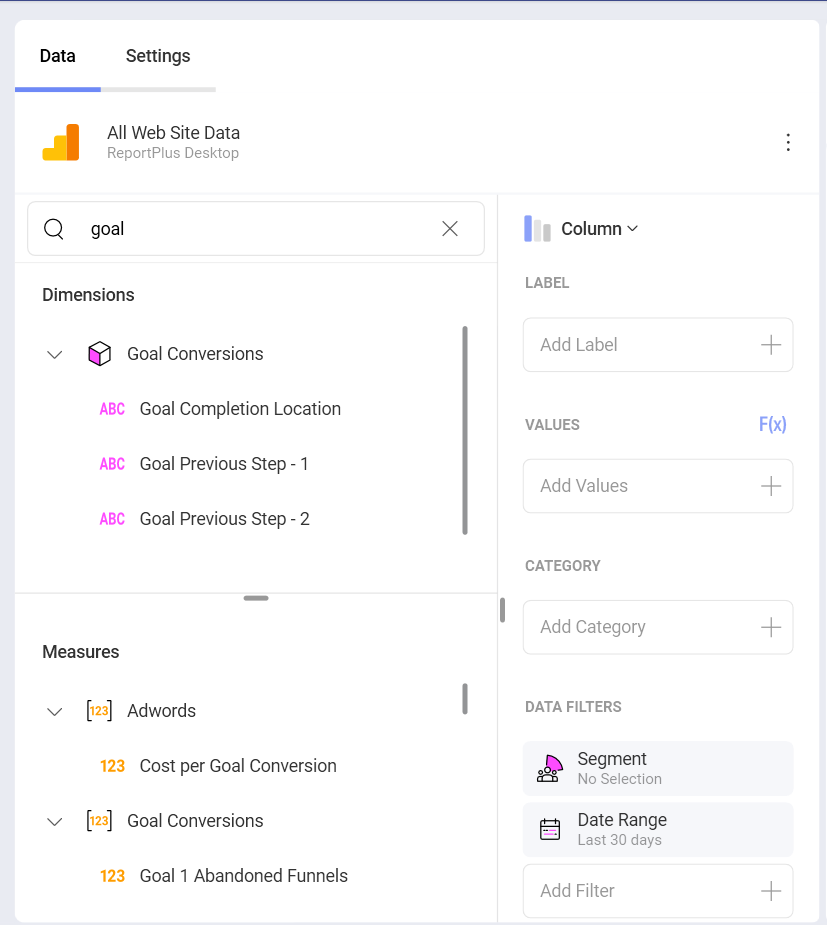 Data
Settings
All Web Site Data
ReportPlus Desktop
goal
Dimensions
Goal Conversions
ABC Goal Completion Location
ABC Goal Previous Step - 1
ABC Goal Previous Step - 2
Measures
[123] Adwords
123 Cost per Goal Conversion
[123] Goal Conversions
123 Goal 1 Abandoned Funnels
Column
LABEL
Add Label
VALUES F(x)
Add Values
CATEGORY
Add Category
DATA FILTERS
Segment
No Selection
Date Range
Last 30 days
Add Filter